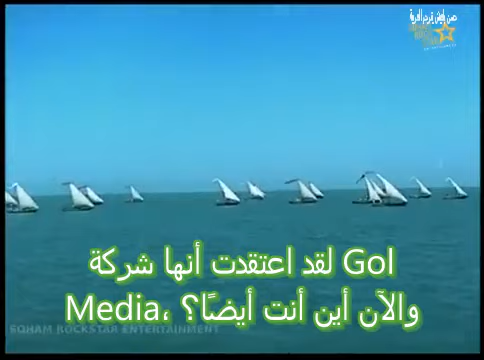 لقد اعتقدت أنها شركة Gol
Media، والآن أين أنت أيضًا؟
SOHAM ROCKSTAR ENTERTAINMENT